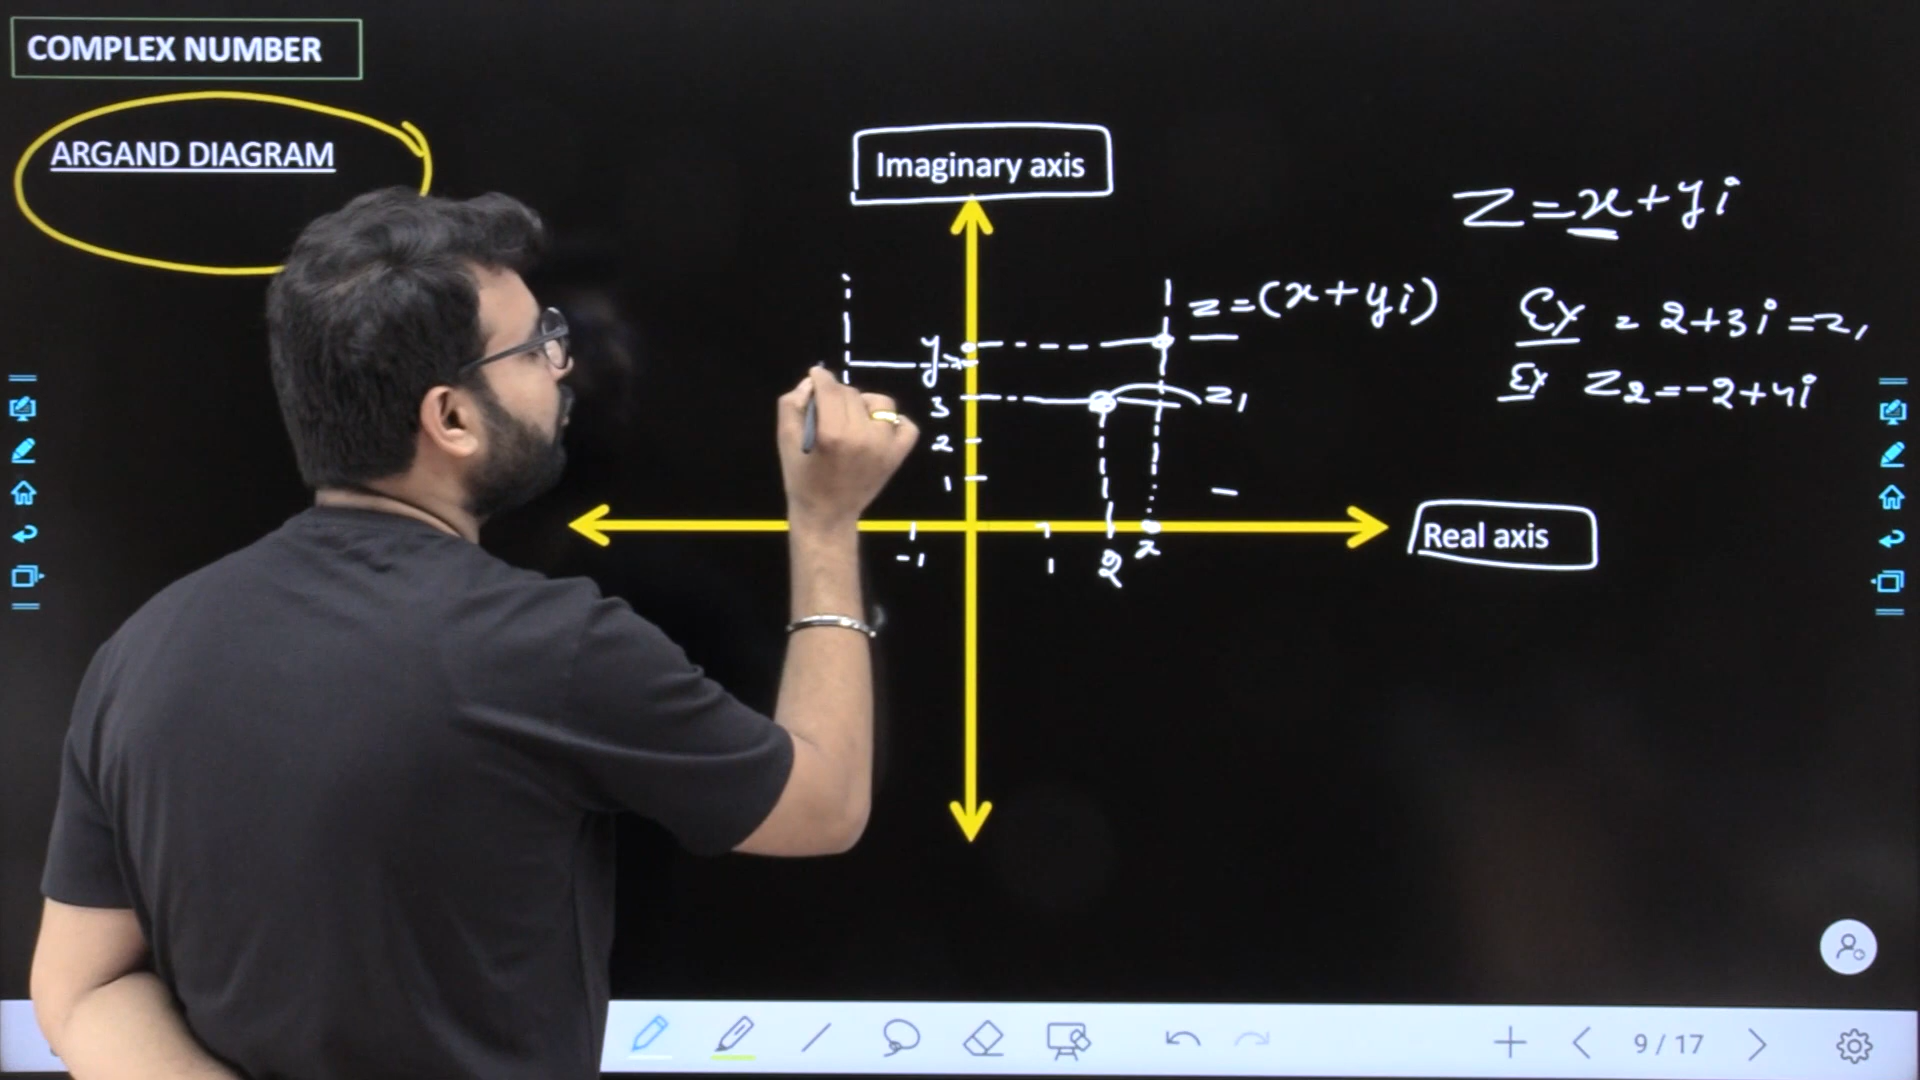 COMPLEX NUMBER
ARGAND DIAGRAM
Imaginary axis
Z = x + yi
z = (x + yi)
Ex = 2 + 3i = z₁
Ex Z₂ = -2 + 4i
y
3
z₁
2
1
Real axis
-1
1
2
x
9 / 17